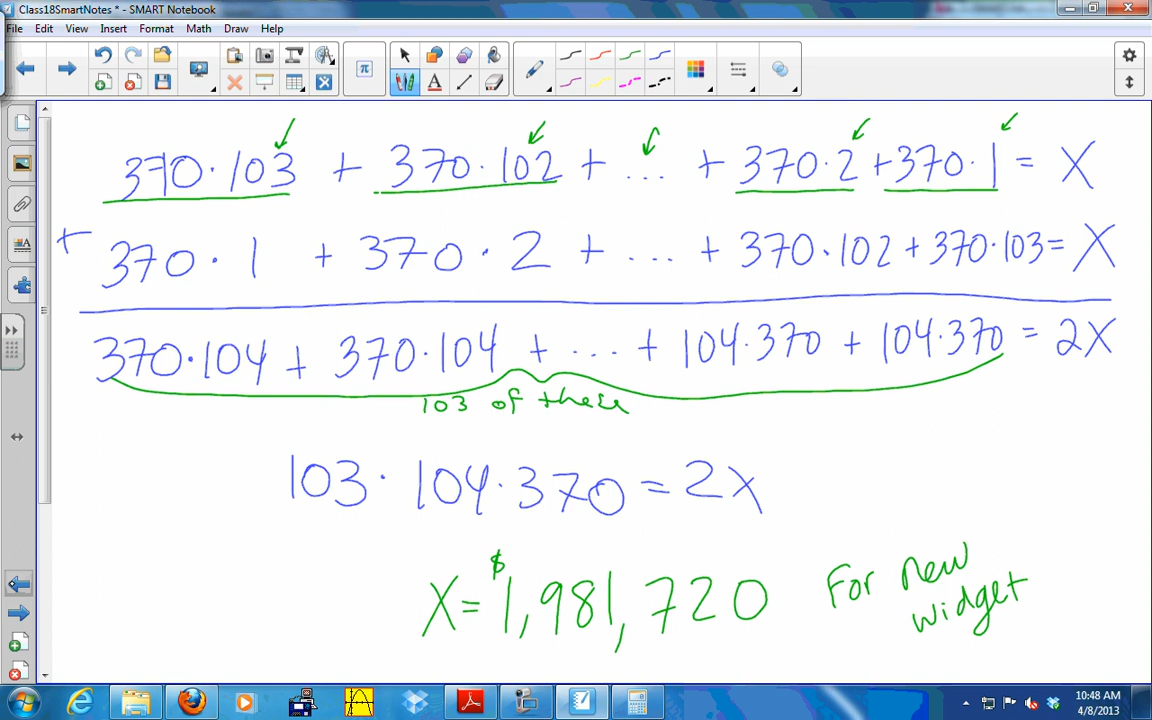 Class18SmartNotes * - SMART Notebook
File Edit View Insert Format Math Draw Help
π A
370·103 + 370·102 + ... + 370·2 + 370·1 = X
+ 370·1 + 370·2 + ... + 370·102 + 370·103 = X
370·104 + 370·104 + ... + 104·370 + 104·370 = 2X
103 of these
103·104·370 = 2X
X = $1,981,720 For new
widget
10:48 AM
4/8/2013